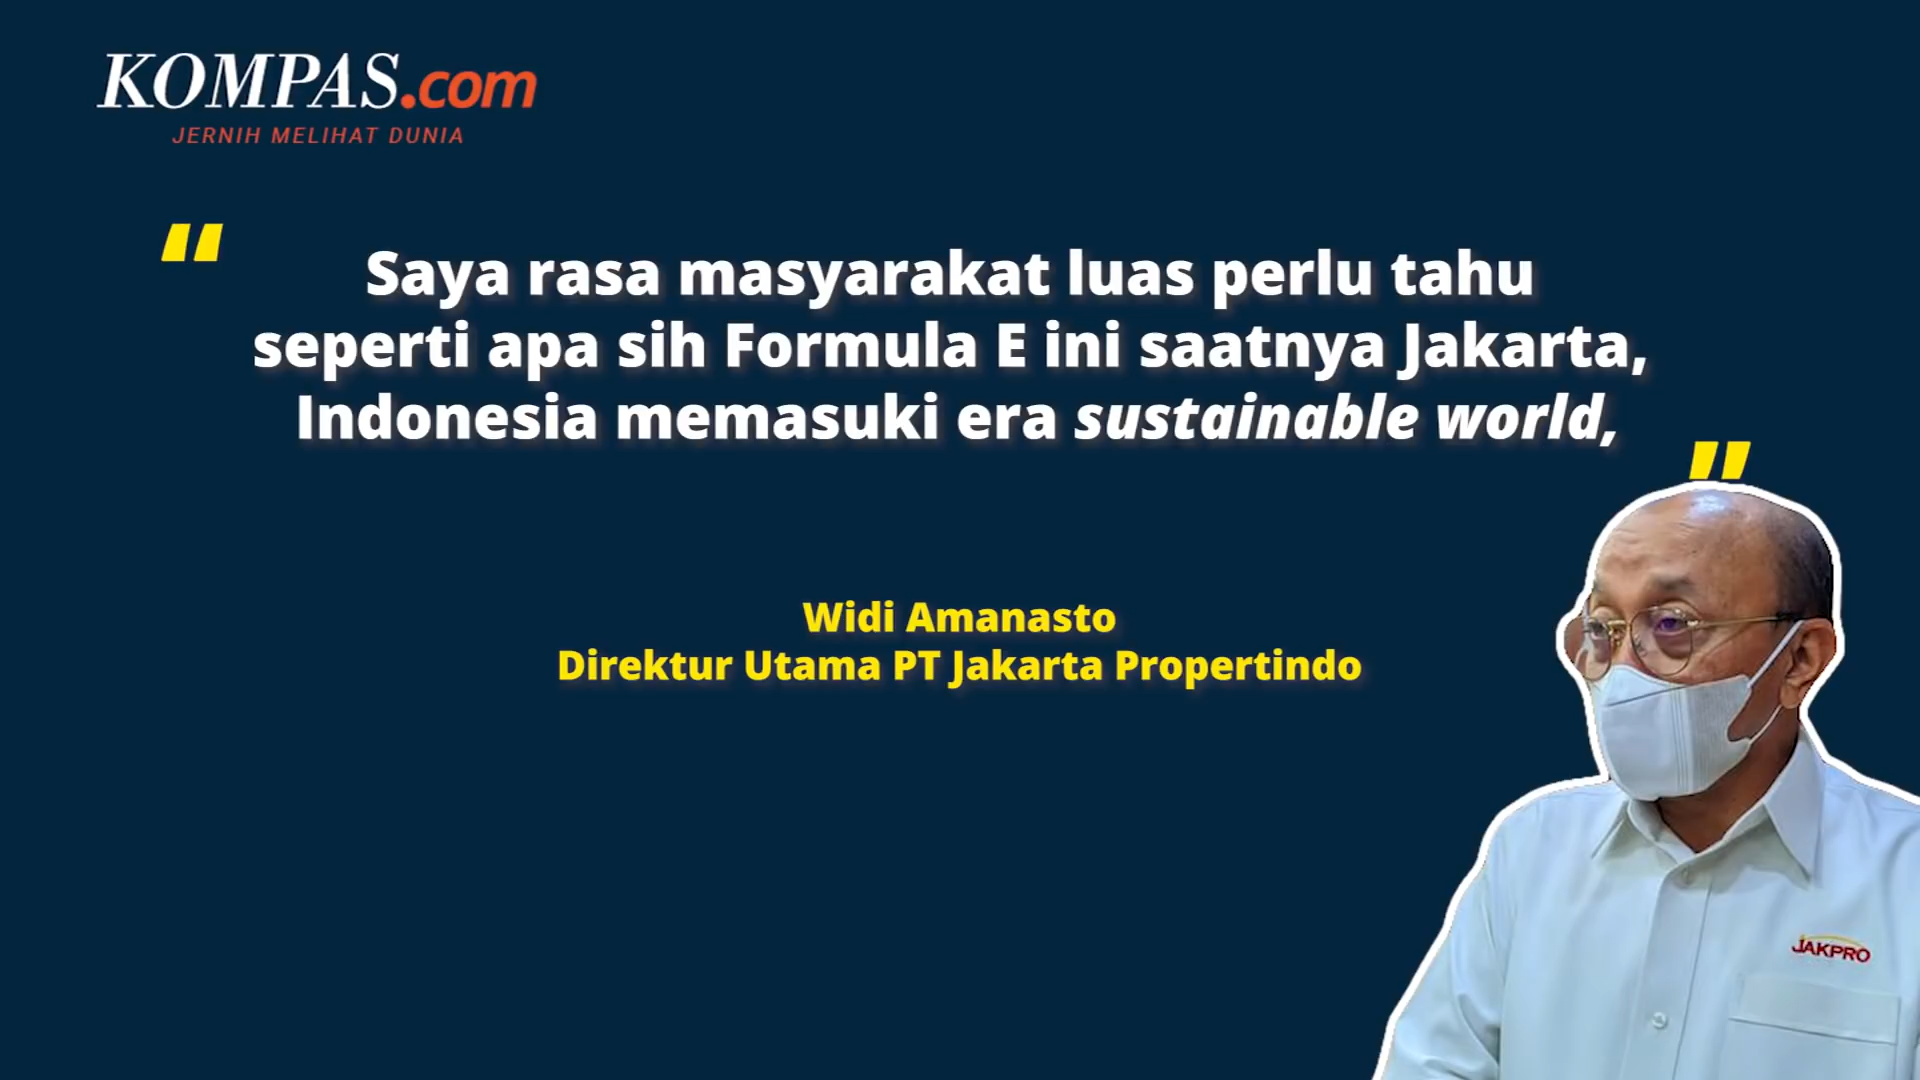 KOMPAS.com
JERNIH MELIHAT DUNIA
“ Saya rasa masyarakat luas perlu tahu
seperti apa sih Formula E ini saatnya Jakarta,
Indonesia memasuki era sustainable world, ”
Widi Amanasto
Direktur Utama PT Jakarta Propertindo
JAKPRO